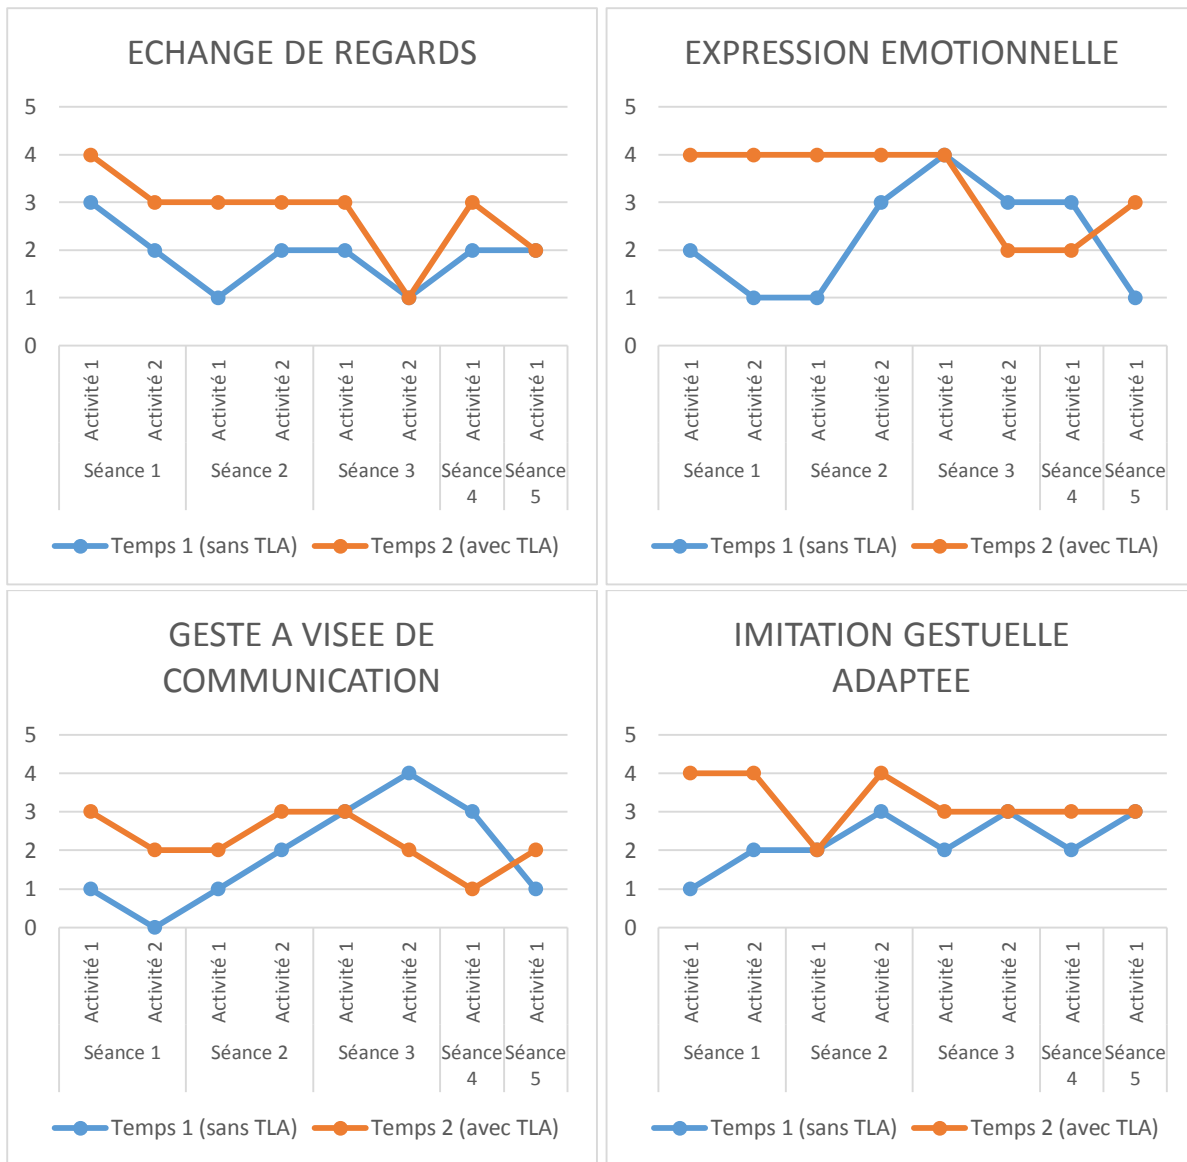 ECHANGE DE REGARDS
5
4
3
2
1
0
Activité 1
Activité 2
Activité 1
Activité 2
Activité 1
Activité 2
Activité 1
Activité 1
Séance 1
Séance 2
Séance 3
Séance 4
Séance 5
Temps 1 (sans TLA)
Temps 2 (avec TLA)
EXPRESSION EMOTIONNELLE
5
4
3
2
1
0
Activité 1
Activité 2
Activité 1
Activité 2
Activité 1
Activité 2
Activité 1
Activité 1
Séance 1
Séance 2
Séance 3
Séance
4
Séance
5
Temps 1 (sans TLA)
Temps 2 (avec TLA)
GESTE A VISEE DE
COMMUNICATION
5
4
3
2
1
0
Activité 1
Activité 2
Activité 1
Activité 2
Activité 1
Activité 2
Activité 1
Activité 1
Séance 1
Séance 2
Séance 3
Séance
4
Séance
5
Temps 1 (sans TLA)
Temps 2 (avec TLA)
IMITATION GESTUELLE
ADAPTEE
5
4
3
2
1
0
Activité 1
Activité 2
Activité 1
Activité 2
Activité 1
Activité 2
Activité 1
Activité 1
Séance 1
Séance 2
Séance 3
Séance
4
Séance
5
Temps 1 (sans TLA)
Temps 2 (avec TLA)